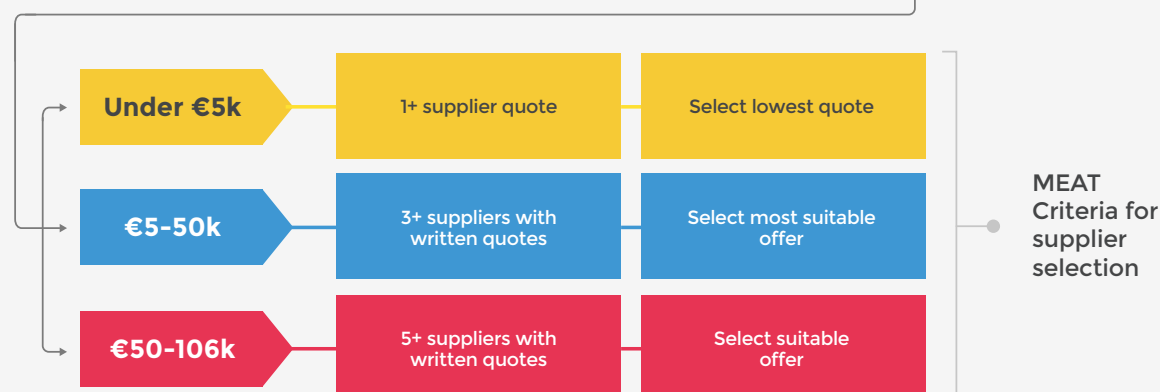 Under €5k
1+ supplier quote
Select lowest quote
€5-50k
3+ suppliers with
written quotes
Select most suitable
offer
€50-106k
5+ suppliers with
written quotes
Select suitable
offer
MEAT
Criteria for
supplier
selection